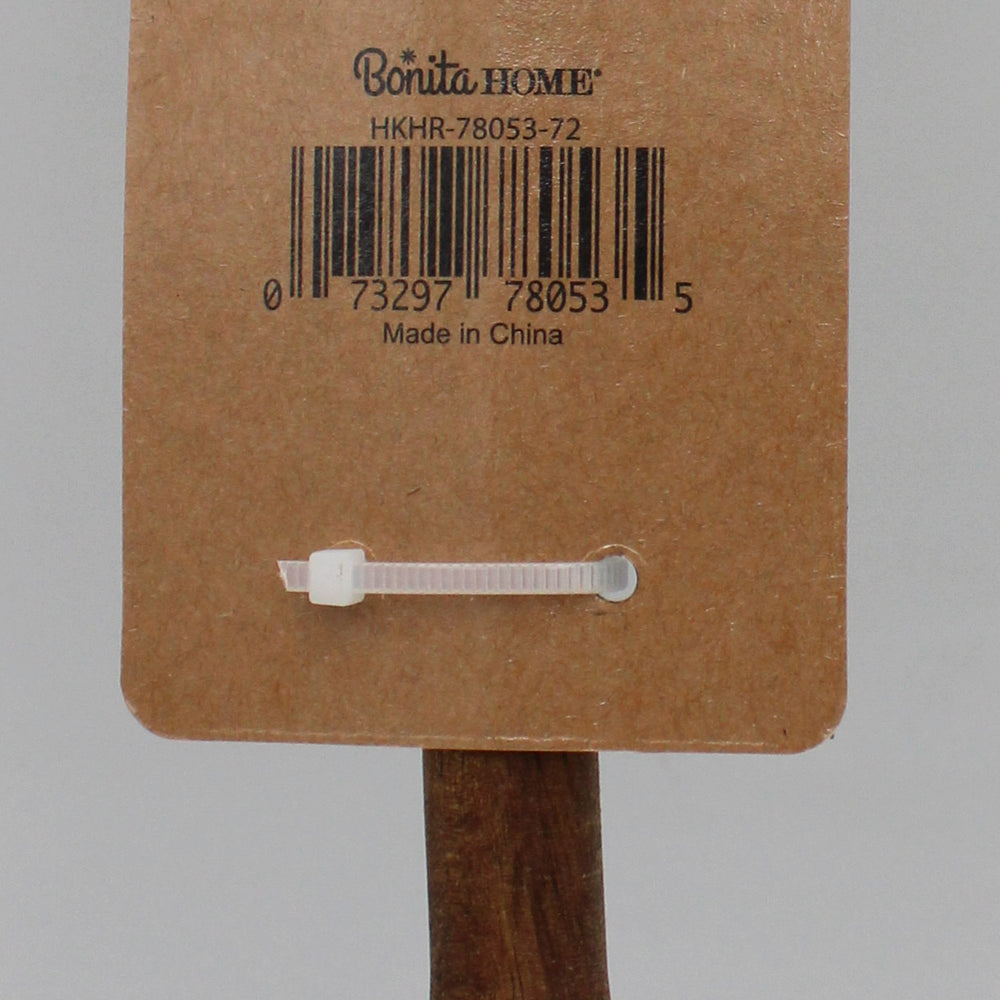 Bonita HOME
HKHR-78053-72
0 73297 78053 5
Made in China